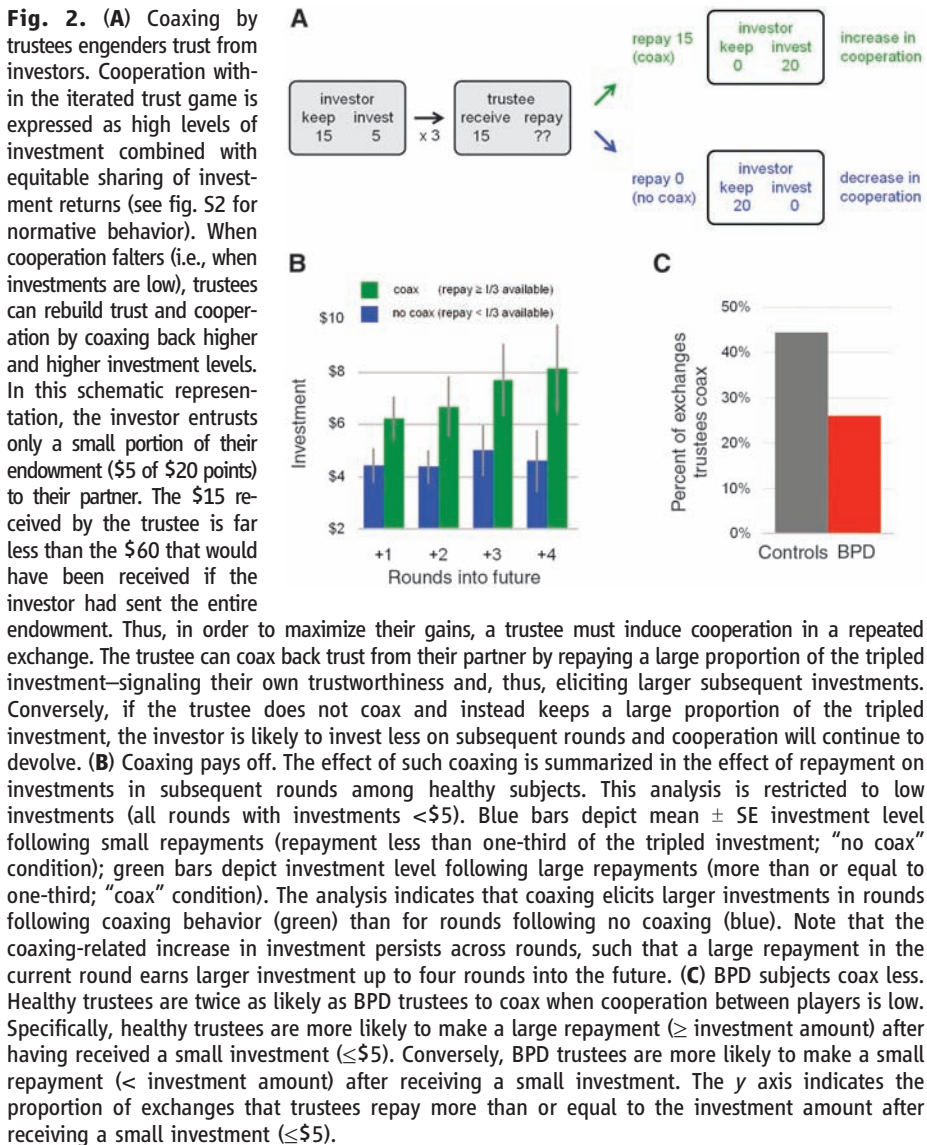 Fig. 2. (A) Coaxing by
trustees engenders trust from
investors. Cooperation with-
in the iterated trust game is
expressed as high levels of
investment combined with
equitable sharing of invest-
ment returns (see fig. S2 for
normative behavior). When
cooperation falters (i.e., when
investments are low), trustees
can rebuild trust and cooper-
ation by coaxing back higher
and higher investment levels.
In this schematic represen-
tation, the investor entrusts
only a small portion of their
endowment ($5 of $20 points)
to their partner. The $15 re-
ceived by the trustee is far
less than the $60 that would
have been received if the
investor had sent the entire
A
investor
keep invest
15 5
x 3
trustee
receive repay
15 ??
repay 15
(coax)
investor
keep invest
0 20
increase in
cooperation
repay 0
(no coax)
investor
keep invest
20 0
decrease in
cooperation
B
coax (repay ≥ 1/3 available)
no coax (repay < 1/3 available)
$10
$8
$6
$4
$2
Investment
+1 +2 +3 +4
Rounds into future
C
50%
40%
30%
20%
10%
0%
Percent of exchanges
trustees coax
Controls BPD
endowment. Thus, in order to maximize their gains, a trustee must induce cooperation in a repeated
exchange. The trustee can coax back trust from their partner by repaying a large proportion of the tripled
investment—signaling their own trustworthiness and, thus, eliciting larger subsequent investments.
Conversely, if the trustee does not coax and instead keeps a large proportion of the tripled
investment, the investor is likely to invest less on subsequent rounds and cooperation will continue to
devolve. (B) Coaxing pays off. The effect of such coaxing is summarized in the effect of repayment on
investments in subsequent rounds among healthy subjects. This analysis is restricted to low
investments (all rounds with investments <$5). Blue bars depict mean ± SE investment level
following small repayments (repayment less than one-third of the tripled investment; "no coax"
condition); green bars depict investment level following large repayments (more than or equal to
one-third; "coax" condition). The analysis indicates that coaxing elicits larger investments in rounds
following coaxing behavior (green) than for rounds following no coaxing (blue). Note that the
coaxing-related increase in investment persists across rounds, such that a large repayment in the
current round earns larger investment up to four rounds into the future. (C) BPD subjects coax less.
Healthy trustees are twice as likely as BPD trustees to coax when cooperation between players is low.
Specifically, healthy trustees are more likely to make a large repayment (≥ investment amount) after
having received a small investment (≤$5). Conversely, BPD trustees are more likely to make a small
repayment (< investment amount) after receiving a small investment. The y axis indicates the
proportion of exchanges that trustees repay more than or equal to the investment amount after
receiving a small investment (≤$5).